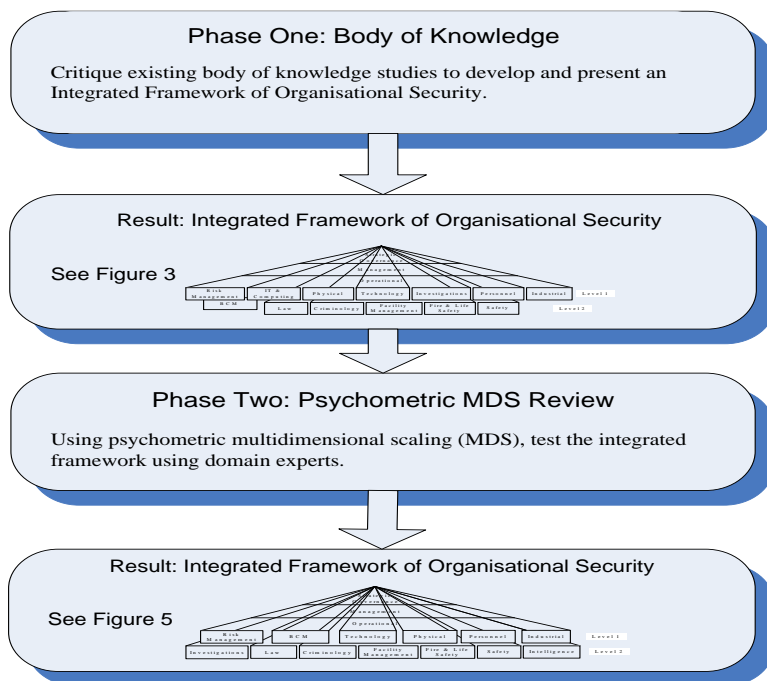 Phase One: Body of Knowledge
Critique existing body of knowledge studies to develop and present an
Integrated Framework of Organisational Security.
Result: Integrated Framework of Organisational Security
See Figure 3
Management
Operational
Risk Management
IT & Computing
Physical
Technology
Investigations
Personnel
Industrial
Level 1
BCM
Law
Criminology
Facility Management
Fire & Life Safety
Safety
Level 2
Phase Two: Psychometric MDS Review
Using psychometric multidimensional scaling (MDS), test the integrated
framework using domain experts.
Result: Integrated Framework of Organisational Security
See Figure 5
Management
Operational
Risk Management
BCM
Technology
Physical
Personnel
Industrial
Level 1
Investigations
Law
Criminology
Facility Management
Fire & Life Safety
Safety
Intelligence
Level 2